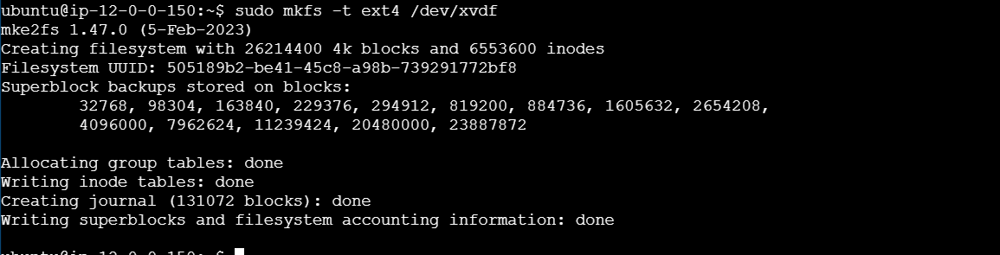 ubuntu@ip-12-0-0-150:~$ sudo mkfs -t ext4 /dev/xvdf
mke2fs 1.47.0 (5-Feb-2023)
Creating filesystem with 26214400 4k blocks and 6553600 inodes
Filesystem UUID: 505189b2-be41-45c8-a98b-739291772bf8
Superblock backups stored on blocks:
        32768, 98304, 163840, 229376, 294912, 819200, 884736, 1605632, 2654208,
        4096000, 7962624, 11239424, 20480000, 23887872

Allocating group tables: done
Writing inode tables: done
Creating journal (131072 blocks): done
Writing superblocks and filesystem accounting information: done

ubuntu@ip-12-0-0-150:~$